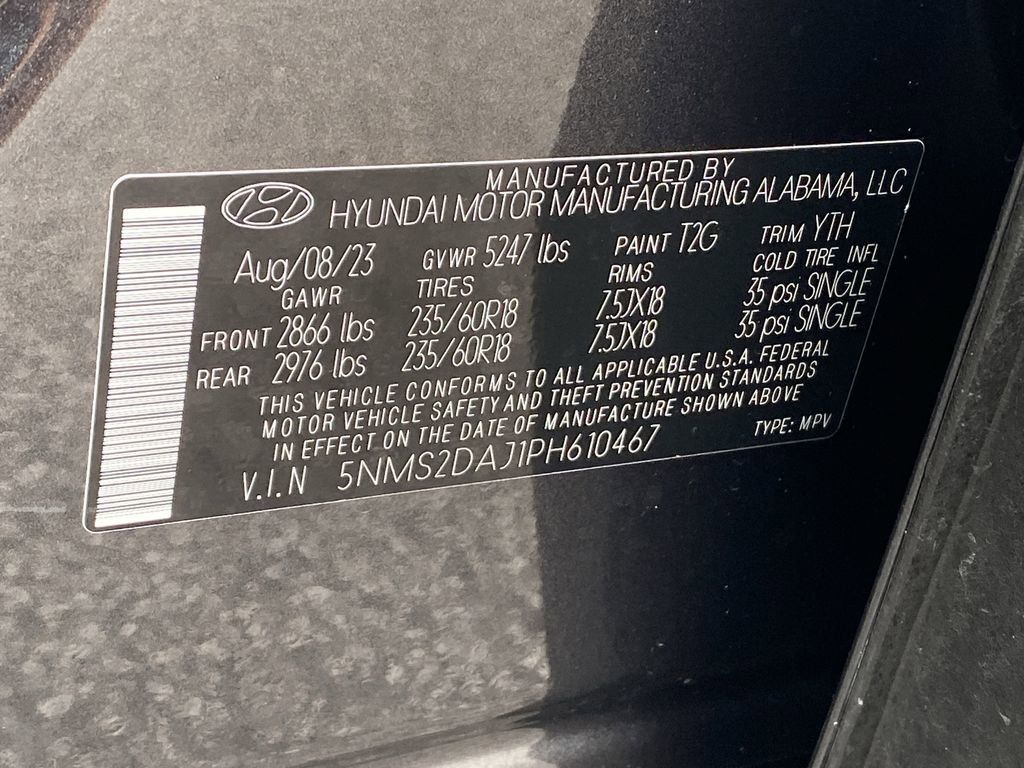 MANUFACTURED BY
HYUNDAI MOTOR MANUFACTURING ALABAMA, LLC
Aug/08/23 GVWR 5247 lbs PAINT T2G TRIM YTH
GAWR TIRES RIMS COLD TIRE INFL
FRONT 2866 lbs 235/60R18 7.5JX18 35 psi SINGLE
REAR 2976 lbs 235/60R18 7.5JX18 35 psi SINGLE
THIS VEHICLE CONFORMS TO ALL APPLICABLE U.S.A. FEDERAL
MOTOR VEHICLE SAFETY AND THEFT PREVENTION STANDARDS
IN EFFECT ON THE DATE OF MANUFACTURE SHOWN ABOVE
V.I.N 5NMS2DAJ1PH610467 TYPE: MPV